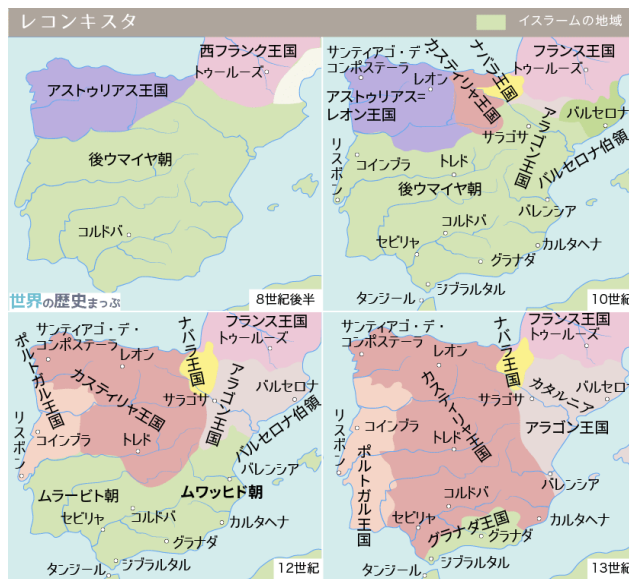 レコンキスタ
イスラームの地域
西フランク王国
トゥールーズ
アストゥリアス王国
後ウマイヤ朝
コルドバ
世界の歴史まっぷ
8世紀後半
サンティアゴ・デ・
コンポステーラ
レオン
アストゥリアス=
レオン王国
カスティリャ王国
ナバラ王国
フランス王国
トゥールーズ
バルセロナ
バルセロナ伯領
アラゴン王国
サラゴサ
リスボン
コインブラ
トレド
後ウマイヤ朝
バレンシア
コルドバ
セビリャ
カルタヘナ
グラナダ
ジブラルタル
タンジール
10世紀
サンティアゴ・デ・
コンポステーラ
レオン
ポルトガル王国
カスティリャ王国
ナバラ王国
フランス王国
トゥールーズ
アラゴン王国
バルセロナ
バルセロナ伯領
サラゴサ
リスボン
コインブラ
トレド
バレンシア
ムラービト朝
ムワッヒド朝
コルドバ
セビリャ
カルタヘナ
グラナダ
ジブラルタル
タンジール
12世紀
サンティアゴ・デ・
コンポステーラ
レオン
ナバラ王国
フランス王国
トゥールーズ
カスティリャ王国
カタルニア
バルセロ
サラゴサ
アラゴン王国
リスボン
コインブラ
ポルトガル王国
トレド
バレンシア
コルドバ
セビリャ
グラナダ王国
グラナダ
カルタヘナ
ジブラルタル
タンジール
13世紀